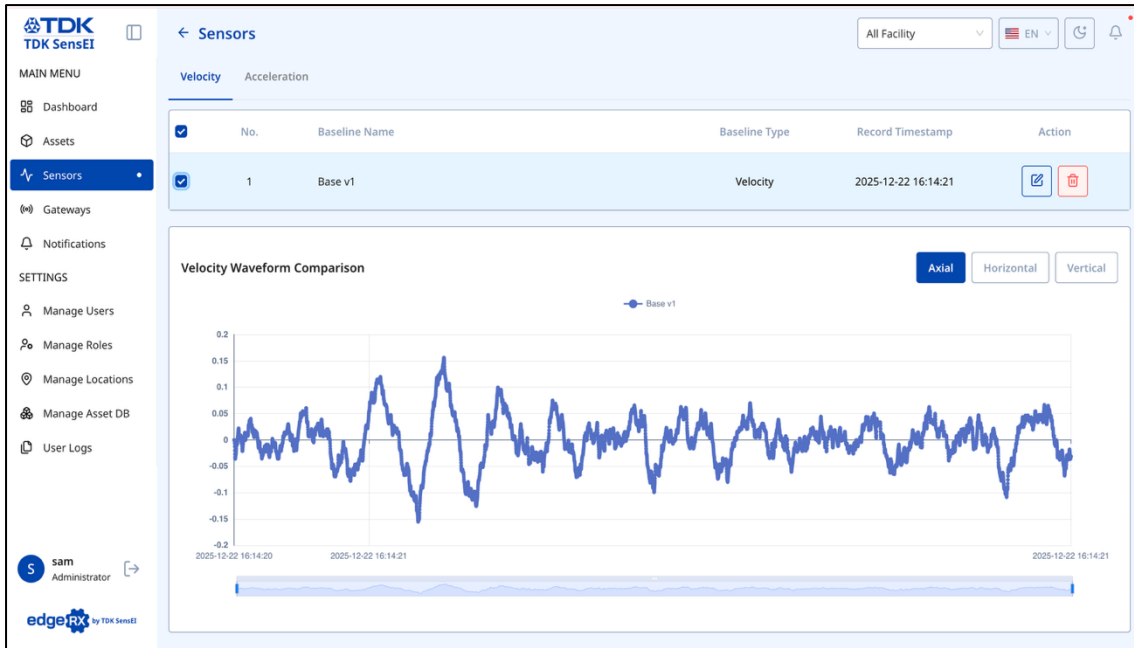 TDK
TDK SensEI
MAIN MENU
Dashboard
Assets
Sensors
Gateways
Notifications
SETTINGS
Manage Users
Manage Roles
Manage Locations
Manage Asset DB
User Logs
S
sam
Administrator
edgeRX by TDK SensEI
Sensors
All Facility
EN
Velocity Acceleration
No. Baseline Name Baseline Type Record Timestamp Action
1 Base v1 Velocity 2025-12-22 16:14:21
Velocity Waveform Comparison
Axial Horizontal Vertical
Base v1
0.2
0.15
0.1
0.05
0
-0.05
-0.1
-0.15
-0.2
2025-12-22 16:14:20 2025-12-22 16:14:21 2025-12-22 16:14:21